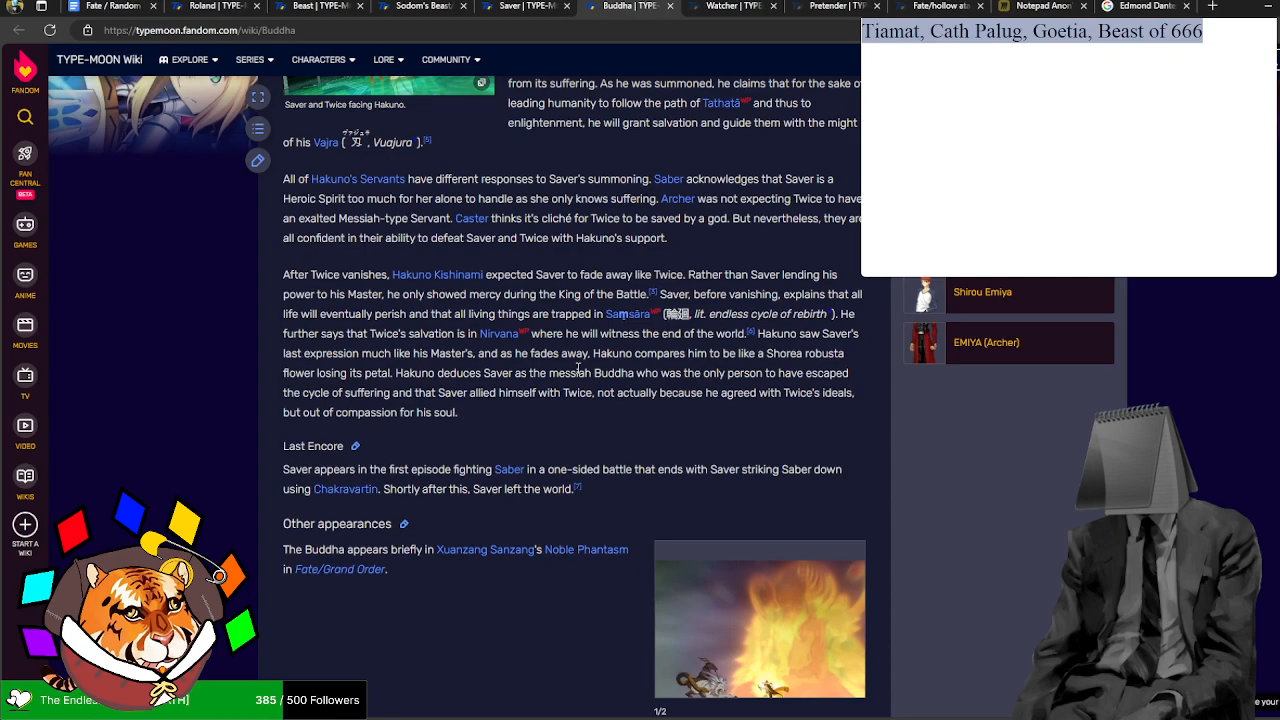 Fate / Random
Roland | TYPE-M
Beast | TYPE-M
Sodom's Beast/
Saver | TYPE-M
Buddha | TYPE-
Watcher | TYPE-
Pretender | TYP
Fate/hollow ata
Notepad Anon
Edmond Dante
https://typemoon.fandom.com/wiki/Buddha
Tiamat, Cath Palug, Goetia, Beast of 666
FANDOM
TYPE-MOON Wiki
EXPLORE
SERIES
CHARACTERS
LORE
COMMUNITY
FAN CENTRAL
BETA
GAMES
ANIME
MOVIES
TV
VIDEO
WIKIS
START A WIKI
Saver and Twice facing Hakuno.
from its suffering. As he was summoned, he claims that for the sake of
leading humanity to follow the path of Tathatā WP and thus to
enlightenment, he will grant salvation and guide them with the might
of his Vajra ( 刃, ヴァジュラ Vuajura ).[5]
All of Hakuno's Servants have different responses to Saver's summoning. Saber acknowledges that Saver is a
Heroic Spirit too much for her alone to handle as she only knows suffering. Archer was not expecting Twice to have
an exalted Messiah-type Servant. Caster thinks it's cliché for Twice to be saved by a god. But nevertheless, they are
all confident in their ability to defeat Saver and Twice with Hakuno's support.
After Twice vanishes, Hakuno Kishinami expected Saver to fade away like Twice. Rather than Saver lending his
power to his Master, he only showed mercy during the King of the Battle.[3] Saver, before vanishing, explains that all
life will eventually perish and that all living things are trapped in Saṃsāra WP (輪廻, lit. endless cycle of rebirth ). He
further says that Twice's salvation is in Nirvana WP where he will witness the end of the world.[6] Hakuno saw Saver's
last expression much like his Master's, and as he fades away, Hakuno compares him to be like a Shorea robusta
flower losing its petal. Hakuno deduces Saver as the messiah Buddha who was the only person to have escaped
the cycle of suffering and that Saver allied himself with Twice, not actually because he agreed with Twice's ideals,
but out of compassion for his soul.
Last Encore
Saver appears in the first episode fighting Saber in a one-sided battle that ends with Saver striking Saber down
using Chakravartin. Shortly after this, Saver left the world.[7]
Other appearances
The Buddha appears briefly in Xuanzang Sanzang's Noble Phantasm
in Fate/Grand Order.
1/2
Shirou Emiya
EMIYA (Archer)
The Endles
TH]
385 / 500 Followers
e your